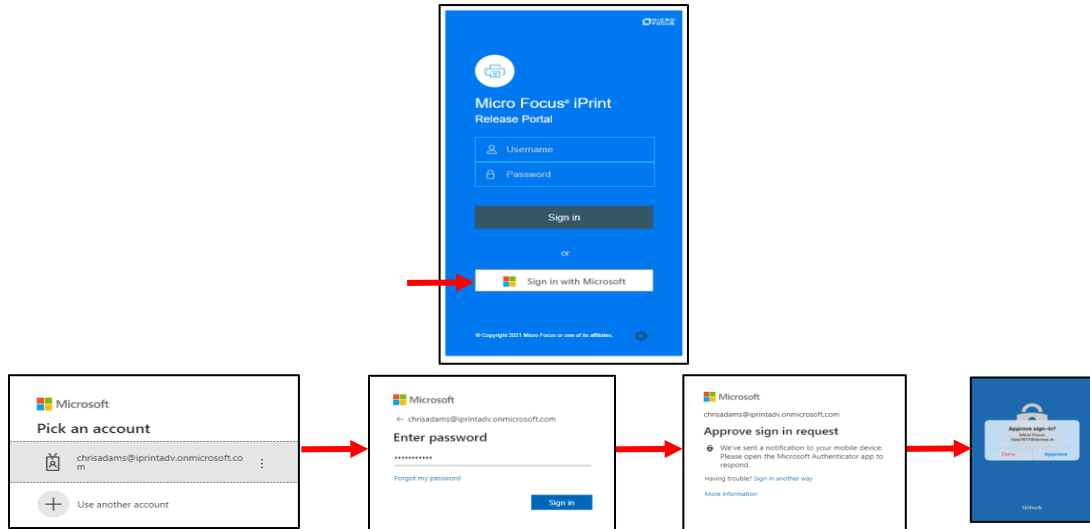 MICRO
FOCUS
Micro Focus® iPrint
Release Portal
Username
Password
Sign in
or
Sign in with Microsoft
© Copyright 2021 Micro Focus or one of its affiliates.
Microsoft
Pick an account
chrisadams@iprintadv.onmicrosoft.co
m
Use another account
Microsoft
← chrisadams@iprintadv.onmicrosoft.com
Enter password
•••••••••••
Forgot my password
Sign in
Microsoft
chrisadams@iprintadv.onmicrosoft.com
Approve sign in request
We've sent a notification to your mobile device.
Please open the Microsoft Authenticator app to
respond.
Having trouble? Sign in another way
More information
Approve sign-in?
Micro Focus
Deny Approve
Unlock